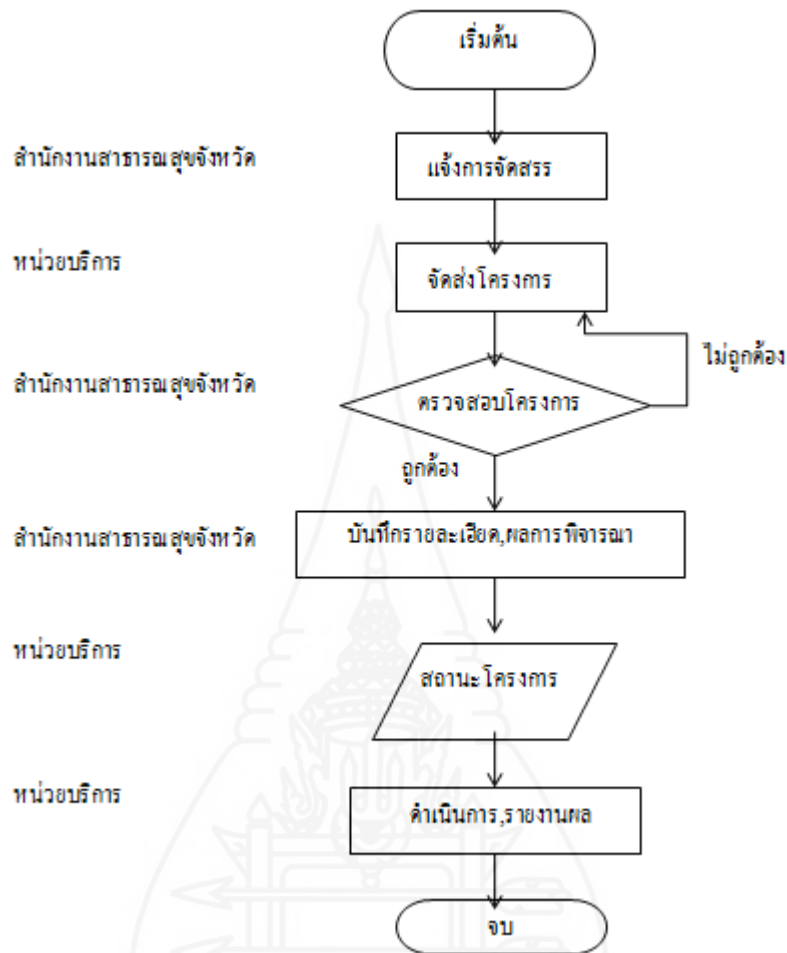 เริ่มต้น
สำนักงานสาธารณสุขจังหวัด
แจ้งการจัดสรร
หน่วยบริการ
จัดส่งโครงการ
ไม่ถูกต้อง
สำนักงานสาธารณสุขจังหวัด
ตรวจสอบโครงการ
ถูกต้อง
สำนักงานสาธารณสุขจังหวัด
บันทึกรายละเอียด,ผลการพิจารณา
หน่วยบริการ
สถานะโครงการ
หน่วยบริการ
ดำเนินการ,รายงานผล
จบ